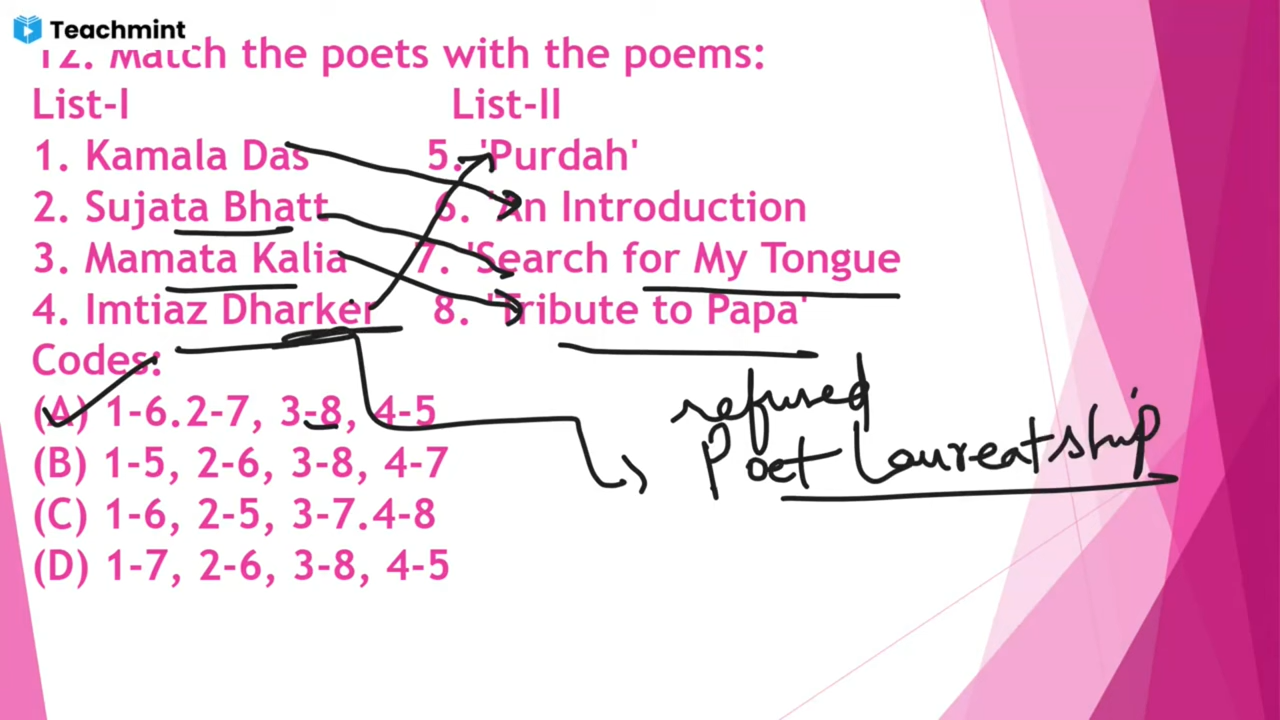 Teachmint
12. Match the poets with the poems:
List-I List-II
1. Kamala Das 5. 'Purdah'
2. Sujata Bhatt 6. 'An Introduction
3. Mamata Kalia 7. 'Search for My Tongue
4. Imtiaz Dharker 8. 'Tribute to Papa'
Codes:
(A) 1-6.2-7, 3-8, 4-5
(B) 1-5, 2-6, 3-8, 4-7
(C) 1-6, 2-5, 3-7.4-8
(D) 1-7, 2-6, 3-8, 4-5
refused
Poet Laureatship